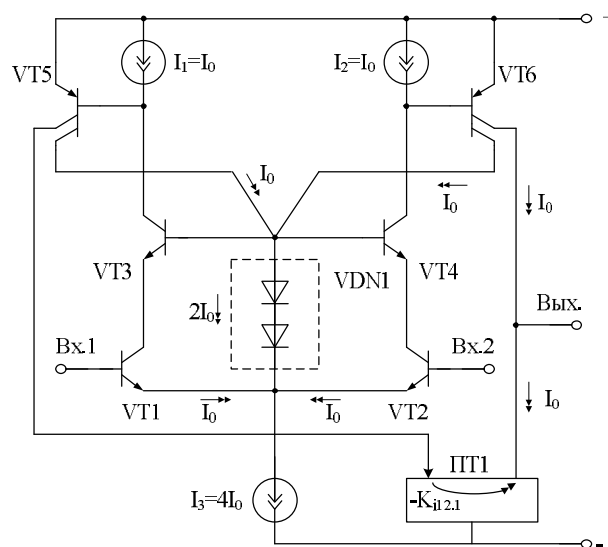 +
I₁=I₀
I₂=I₀
VT5
VT6
I₀
I₀
I₀
VT3
VDN1
VT4
2I₀
Вых.
Вх.1
Вх.2
VT1
I₀
I₀
VT2
I₀
ПТ1
I₃=4I₀
-Kᵢ₁₂.₁
-